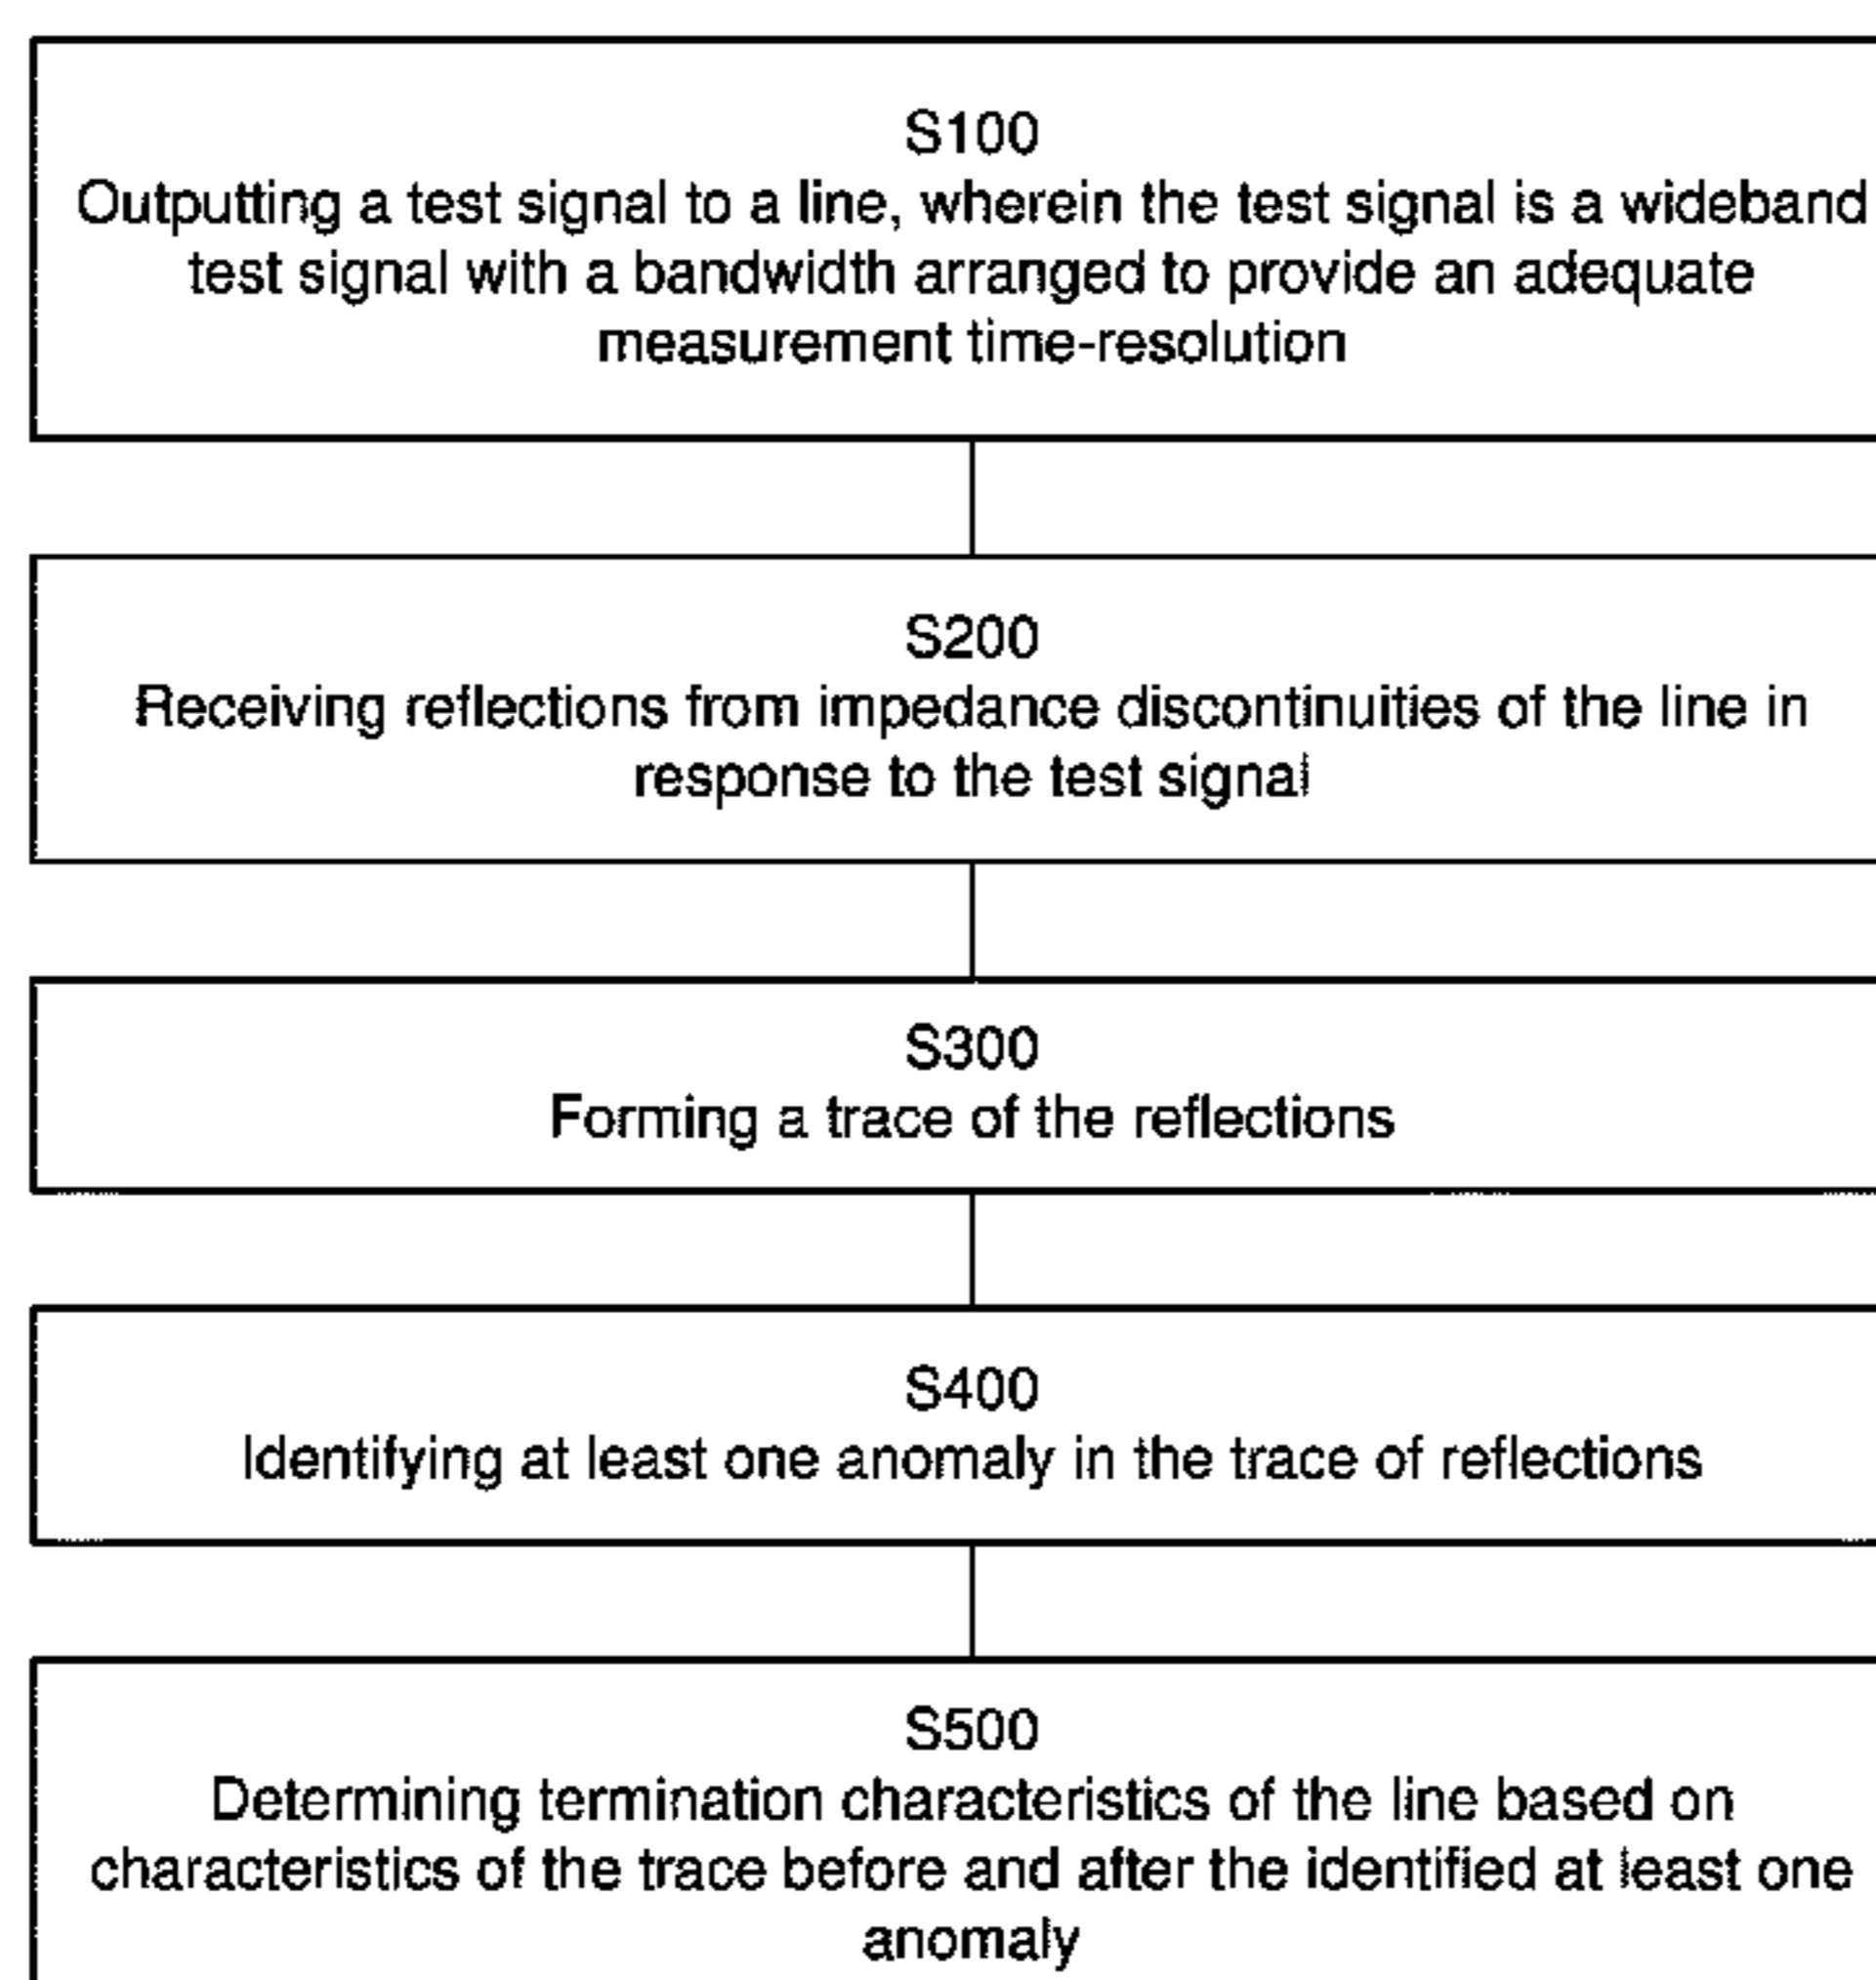 S100
Outputting a test signal to a line, wherein the test signal is a wideband
test signal with a bandwidth arranged to provide an adequate
measurement time-resolution
S200
Receiving reflections from impedance discontinuities of the line in
response to the test signal
S300
Forming a trace of the reflections
S400
Identifying at least one anomaly in the trace of reflections
S500
Determining termination characteristics of the line based on
characteristics of the trace before and after the identified at least one
anomaly